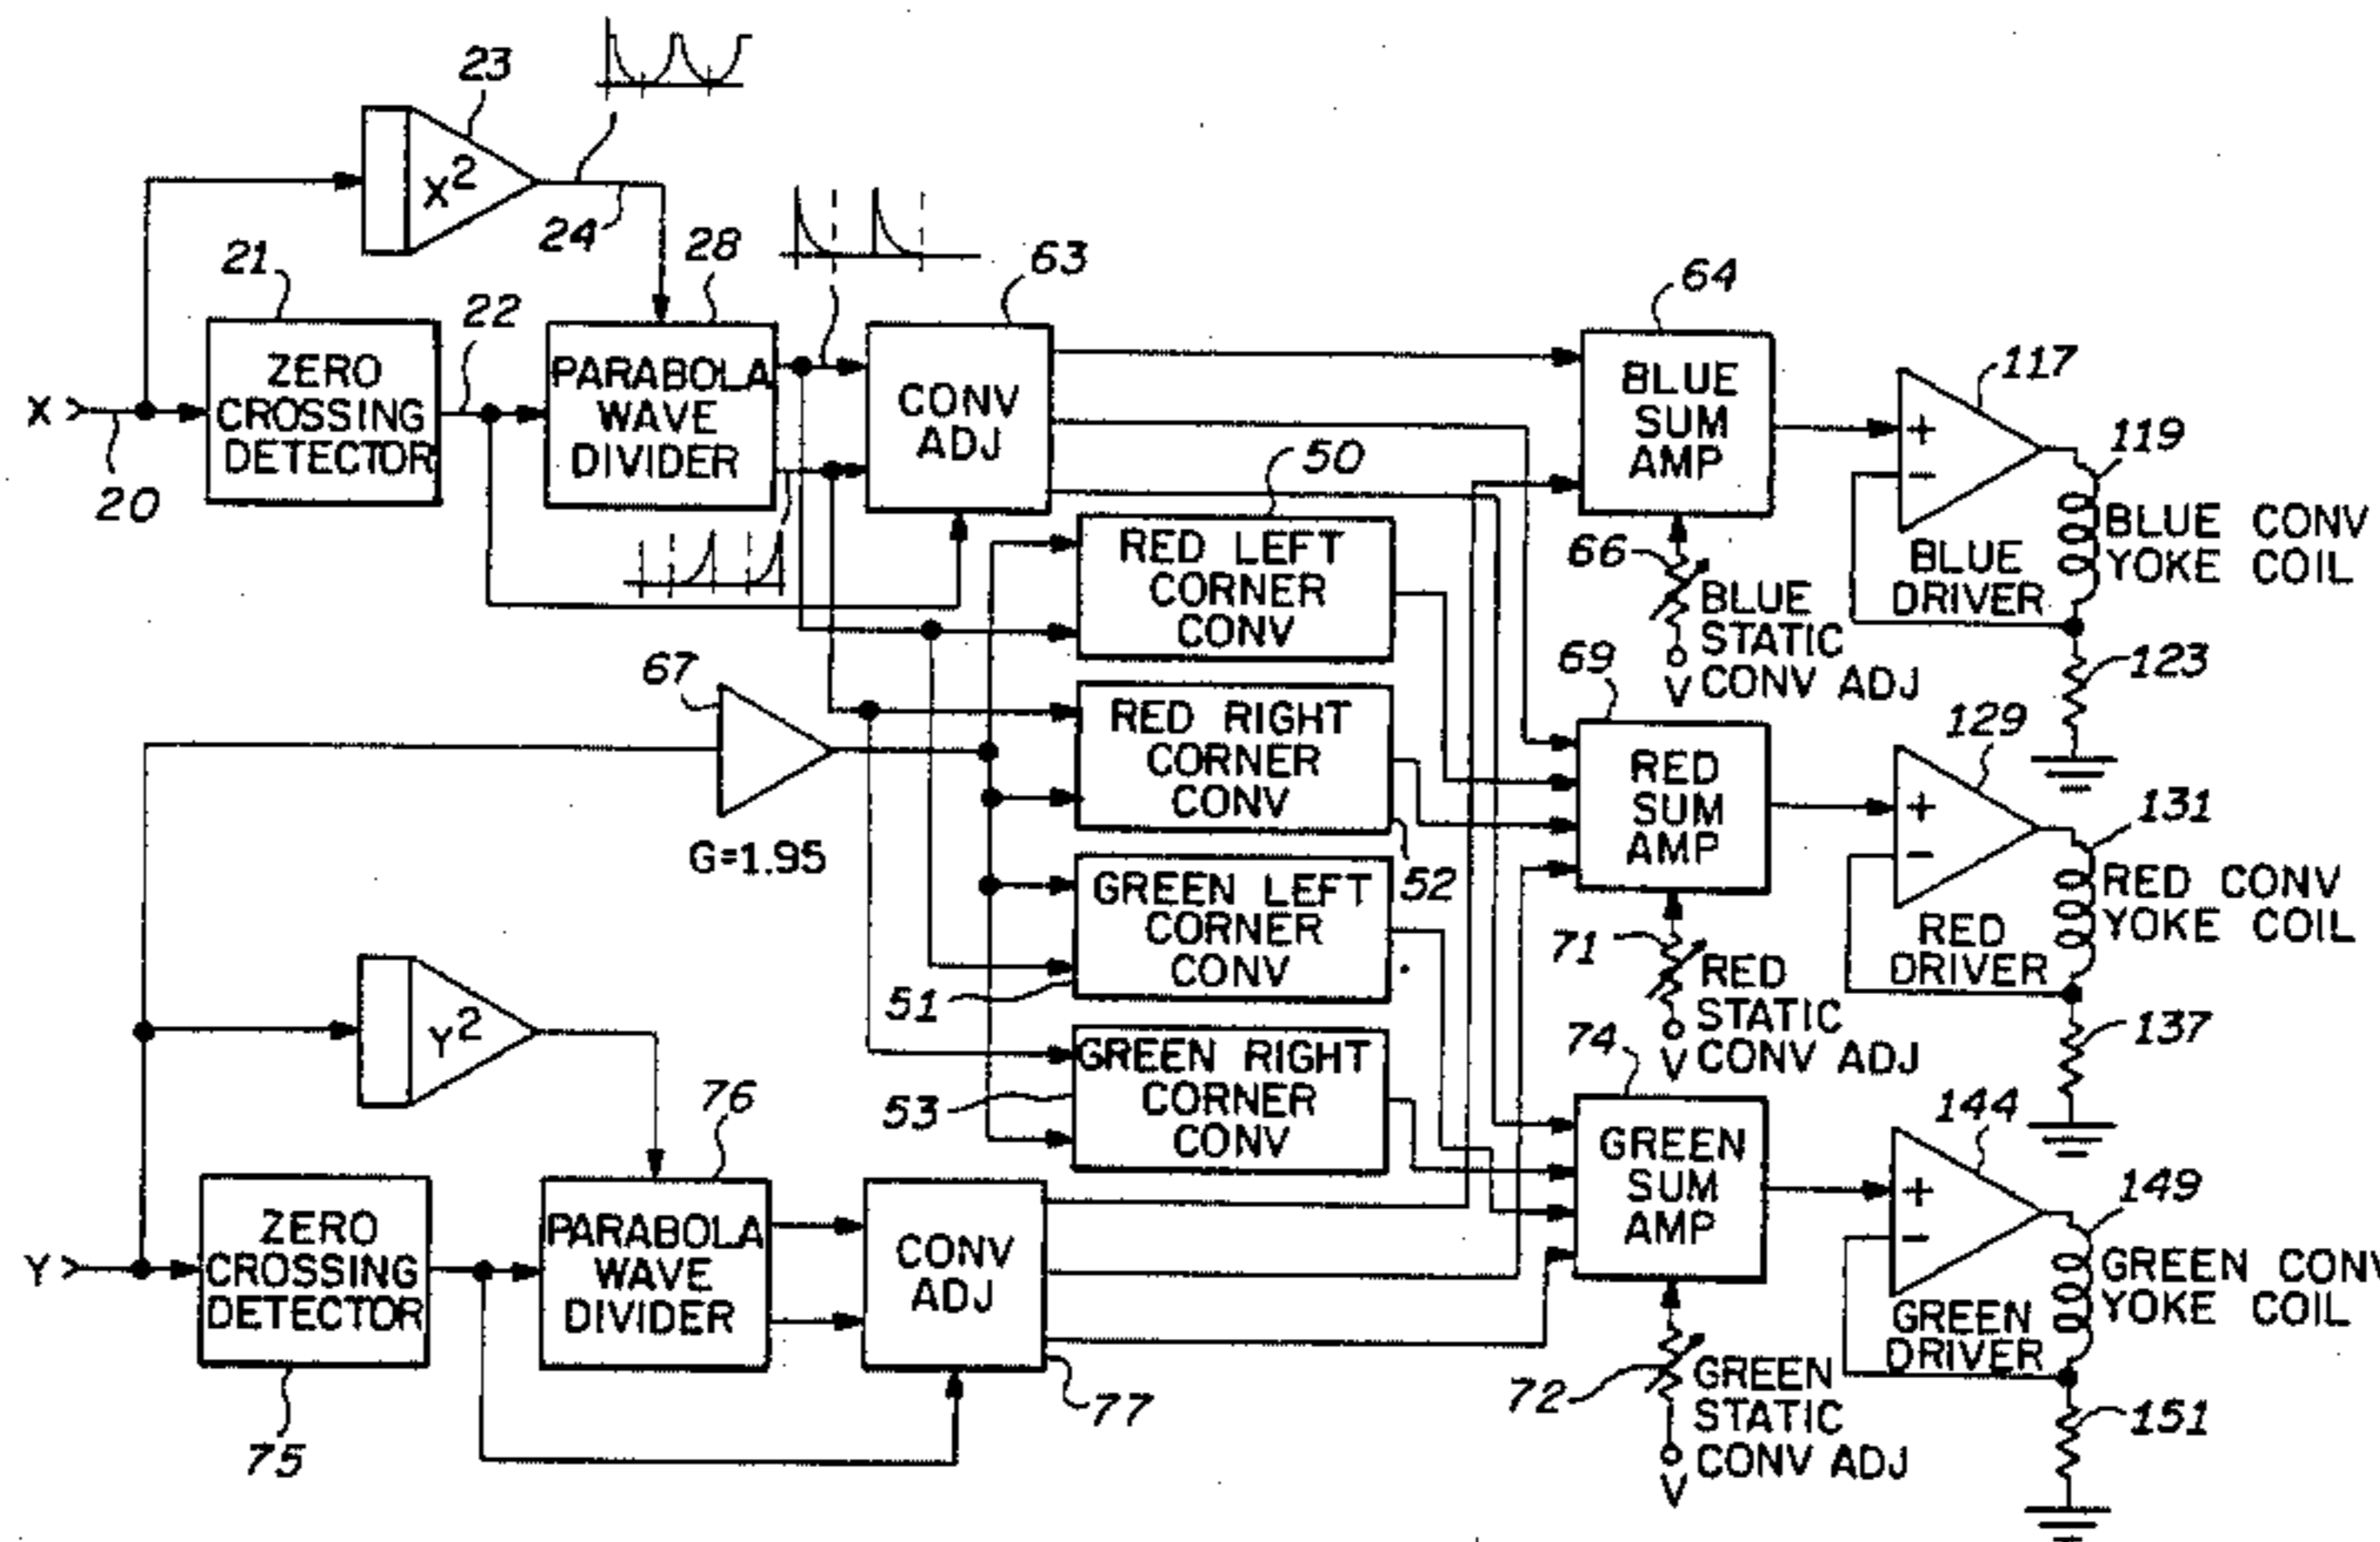 23
X²
24
21
22
28
63
64
ZERO
CROSSING
DETECTOR
X
20
PARABOLA
WAVE
DIVIDER
CONV
ADJ
BLUE
SUM
AMP
117
+
−
119
BLUE CONV
YOKE COIL
BLUE
DRIVER
66
BLUE
STATIC
CONV ADJ
V
123
50
RED LEFT
CORNER
CONV
67
G=1.95
RED RIGHT
CORNER
CONV
52
69
RED
SUM
AMP
129
+
−
131
RED CONV
YOKE COIL
RED
DRIVER
71
RED
STATIC
CONV ADJ
V
137
GREEN LEFT
CORNER
CONV
51
Y²
GREEN RIGHT
CORNER
CONV
53
76
74
GREEN
SUM
AMP
144
+
−
149
GREEN CONV
YOKE COIL
GREEN
DRIVER
Y
ZERO
CROSSING
DETECTOR
75
PARABOLA
WAVE
DIVIDER
CONV
ADJ
77
72
GREEN
STATIC
CONV ADJ
V
151